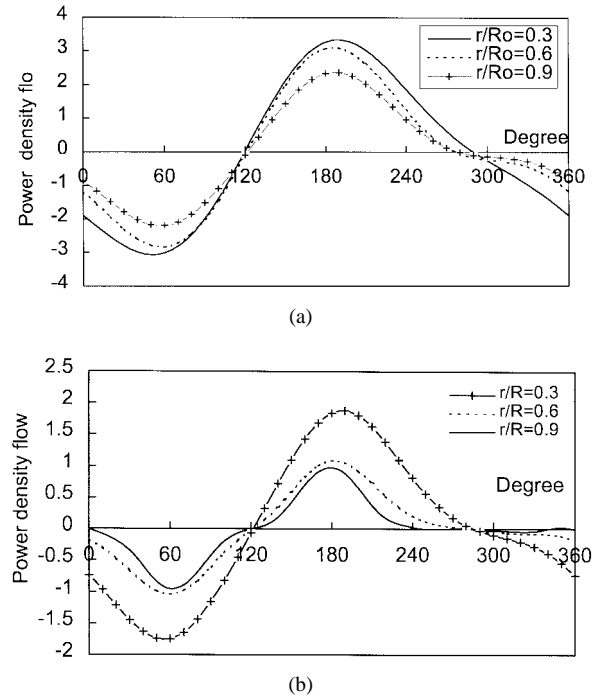 4
3
2
1
0
-1
-2
-3
-4
Power density flo
r/Ro=0.3
r/Ro=0.6
r/Ro=0.9
Degree
0 60 120 180 240 300 360
(a)
2.5
2
1.5
1
0.5
0
-0.5
-1
-1.5
-2
Power density flow
r/R=0.3
r/R=0.6
r/R=0.9
Degree
0 60 120 180 240 300 360
(b)